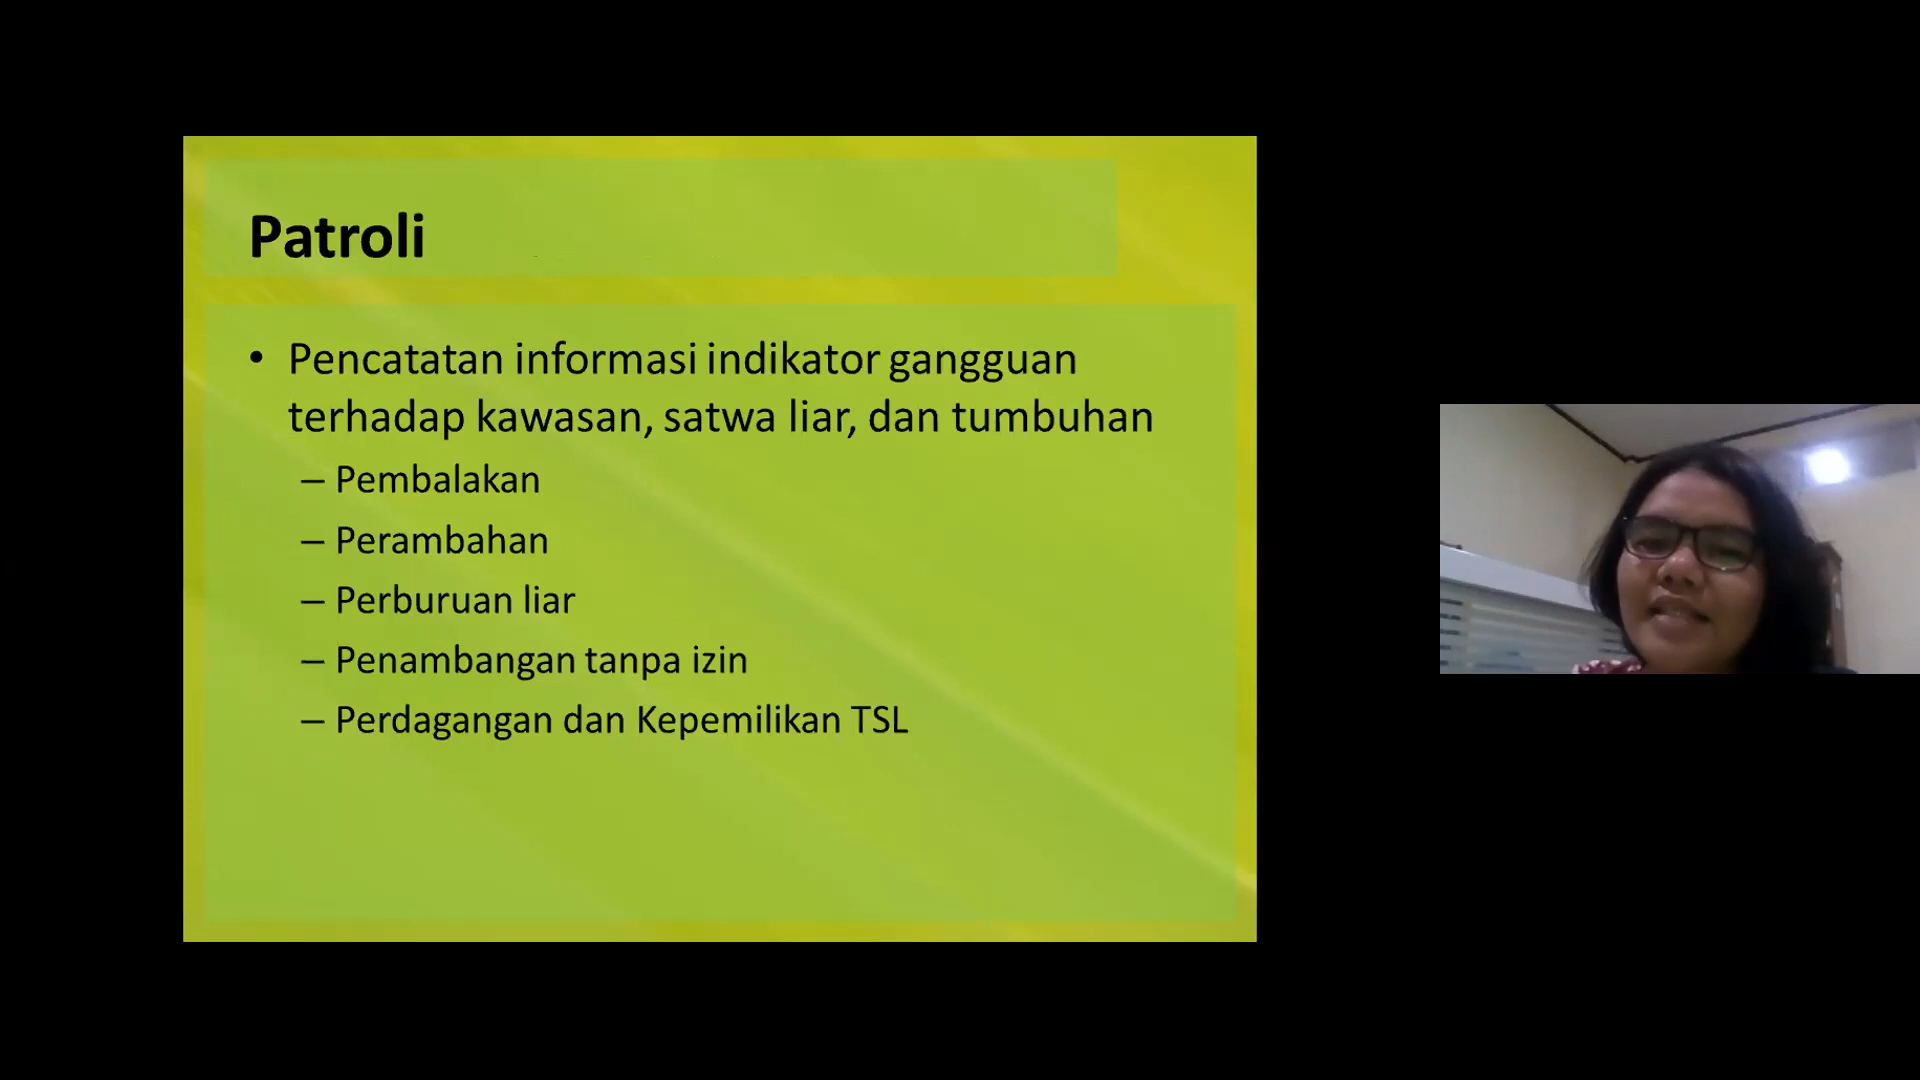 Patroli
• Pencatatan informasi indikator gangguan
terhadap kawasan, satwa liar, dan tumbuhan
– Pembalakan
– Perambahan
– Perburuan liar
– Penambangan tanpa izin
– Perdagangan dan Kepemilikan TSL